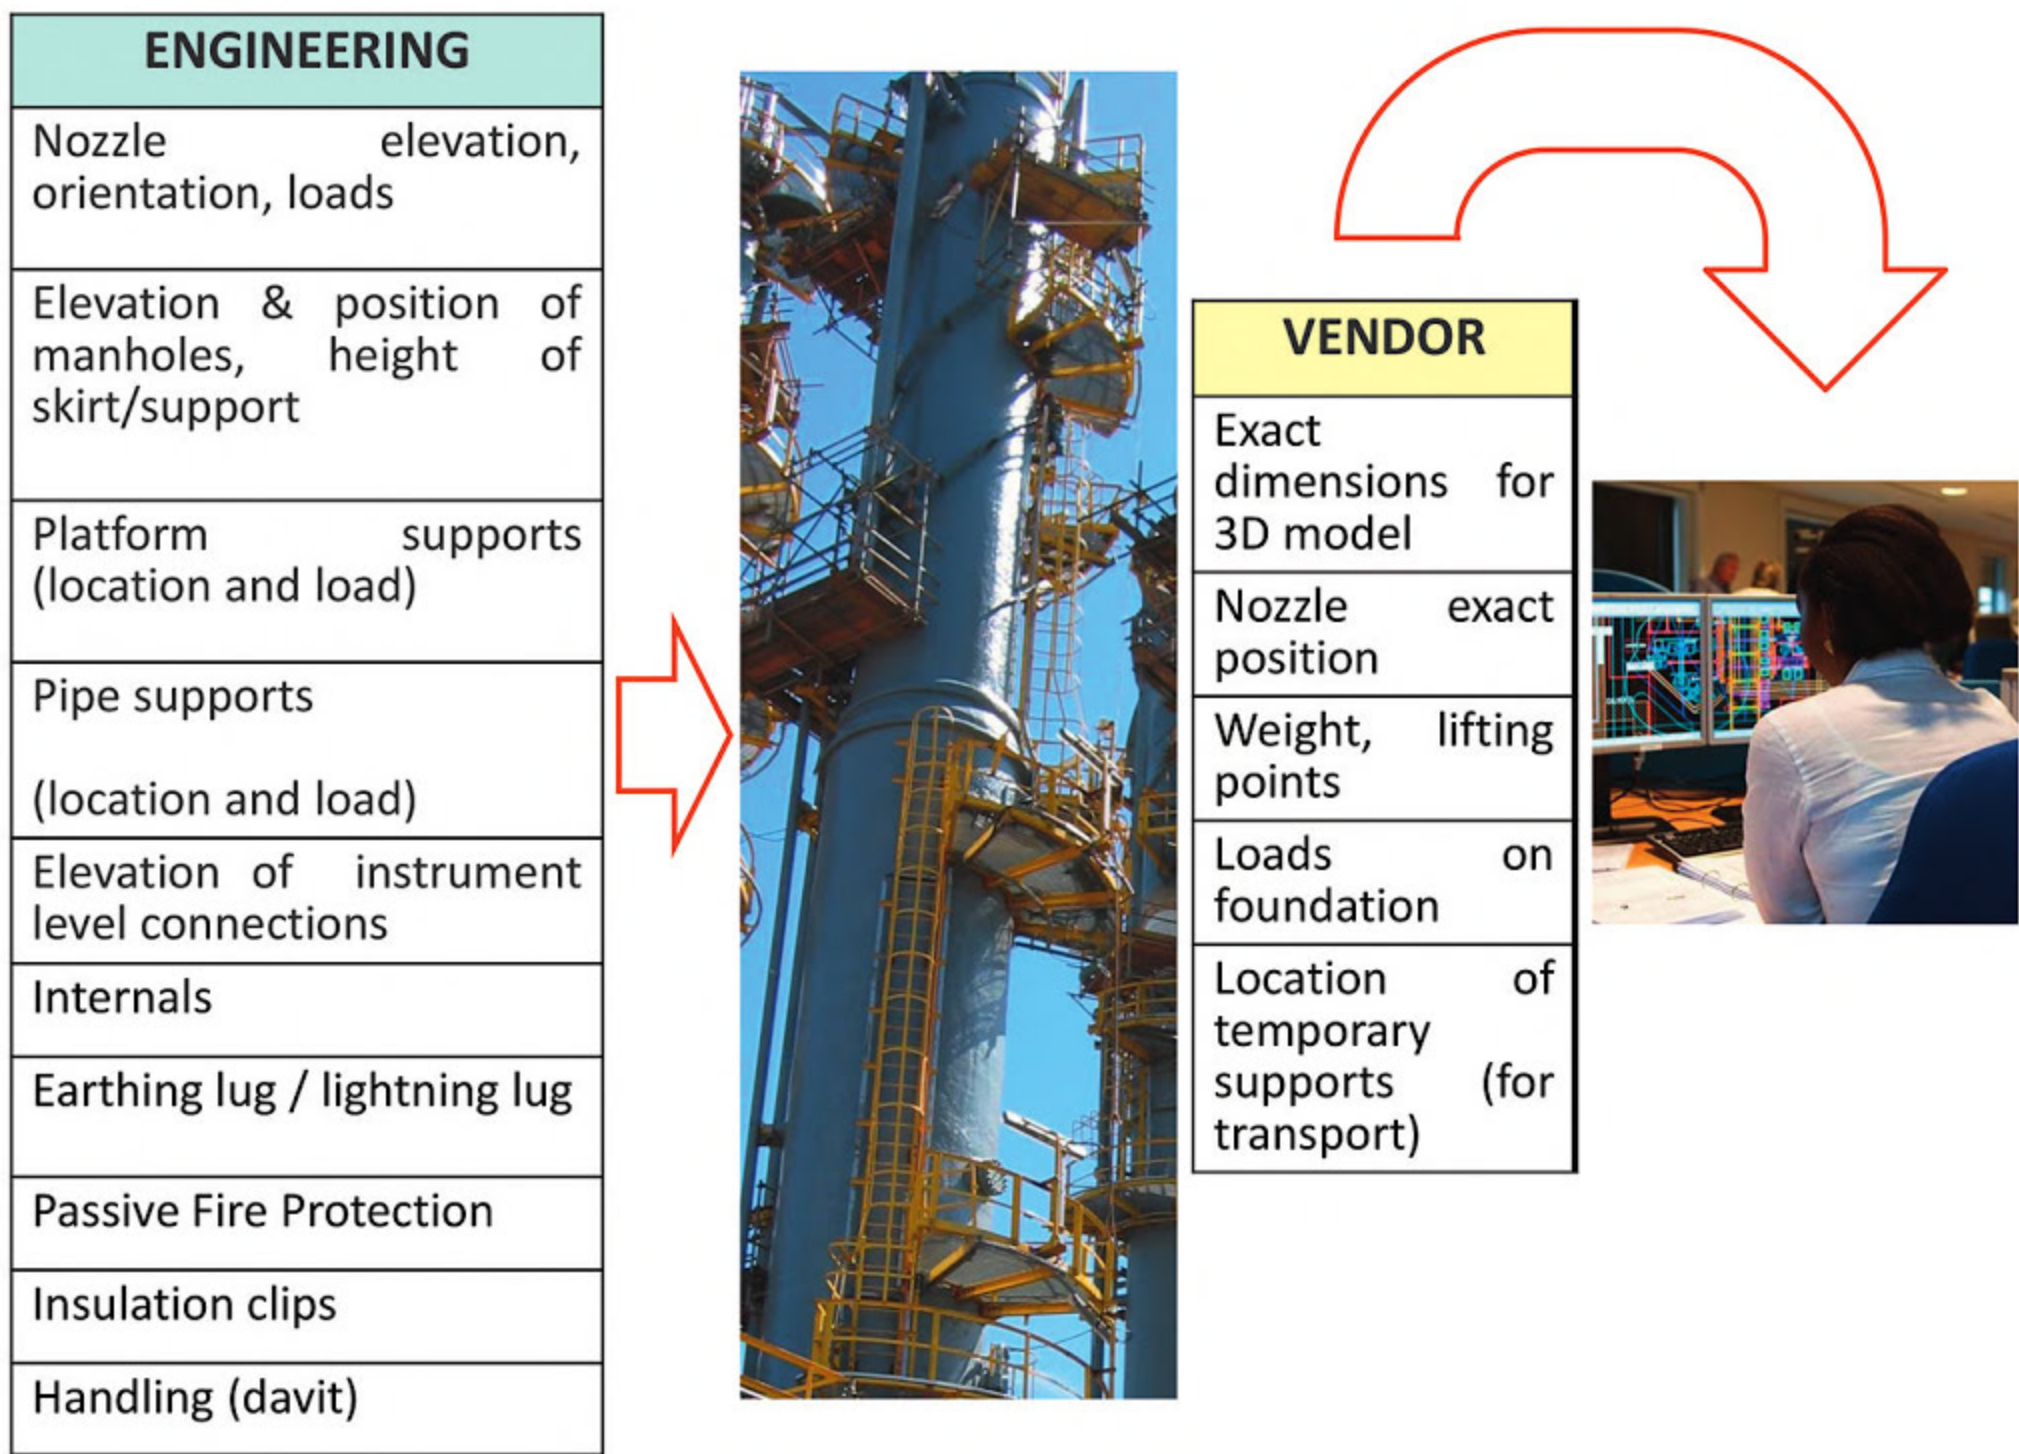 ENGINEERING
Nozzle elevation,
orientation, loads
Elevation & position of
manholes, height of
skirt/support
Platform supports
(location and load)
Pipe supports
(location and load)
Elevation of instrument
level connections
Internals
Earthing lug / lightning lug
Passive Fire Protection
Insulation clips
Handling (davit)
VENDOR
Exact
dimensions for
3D model
Nozzle exact
position
Weight, lifting
points
Loads on
foundation
Location of
temporary
supports (for
transport)